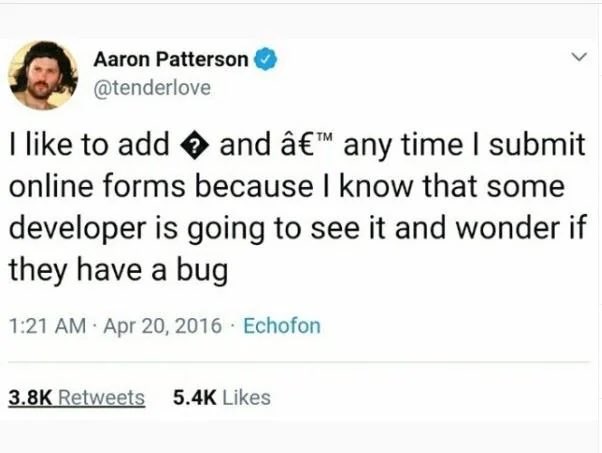 Aaron Patterson
@tenderlove
I like to add � and â€™ any time I submit
online forms because I know that some
developer is going to see it and wonder if
they have a bug
1:21 AM · Apr 20, 2016 · Echofon
3.8K Retweets 5.4K Likes